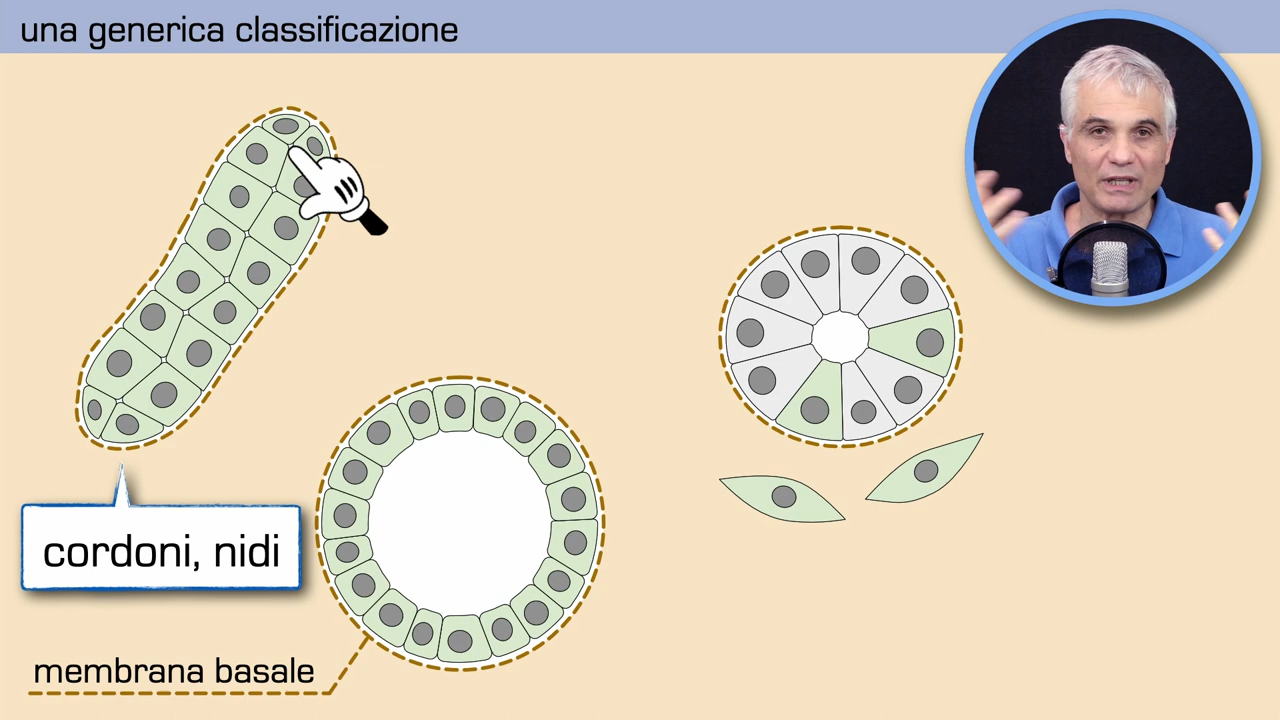 una generica classificazione
cordoni, nidi
membrana basale